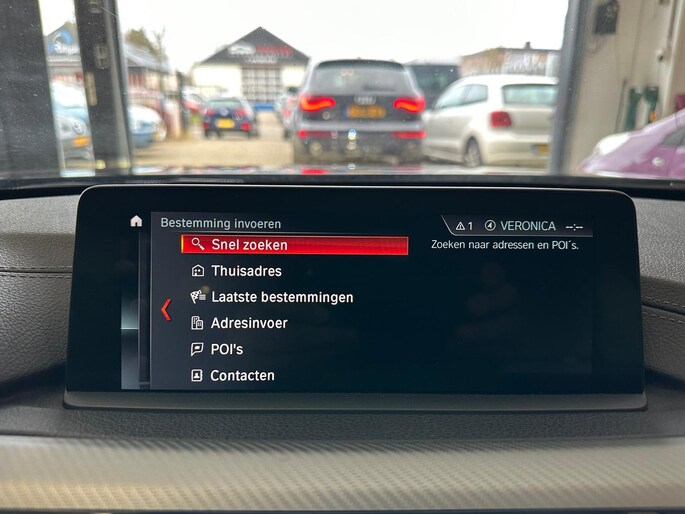 Bestemming invoeren
1 4 VERONICA --:--
Snel zoeken
Zoeken naar adressen en POI´s.
Thuisadres
Laatste bestemmingen
Adresinvoer
POI's
Contacten